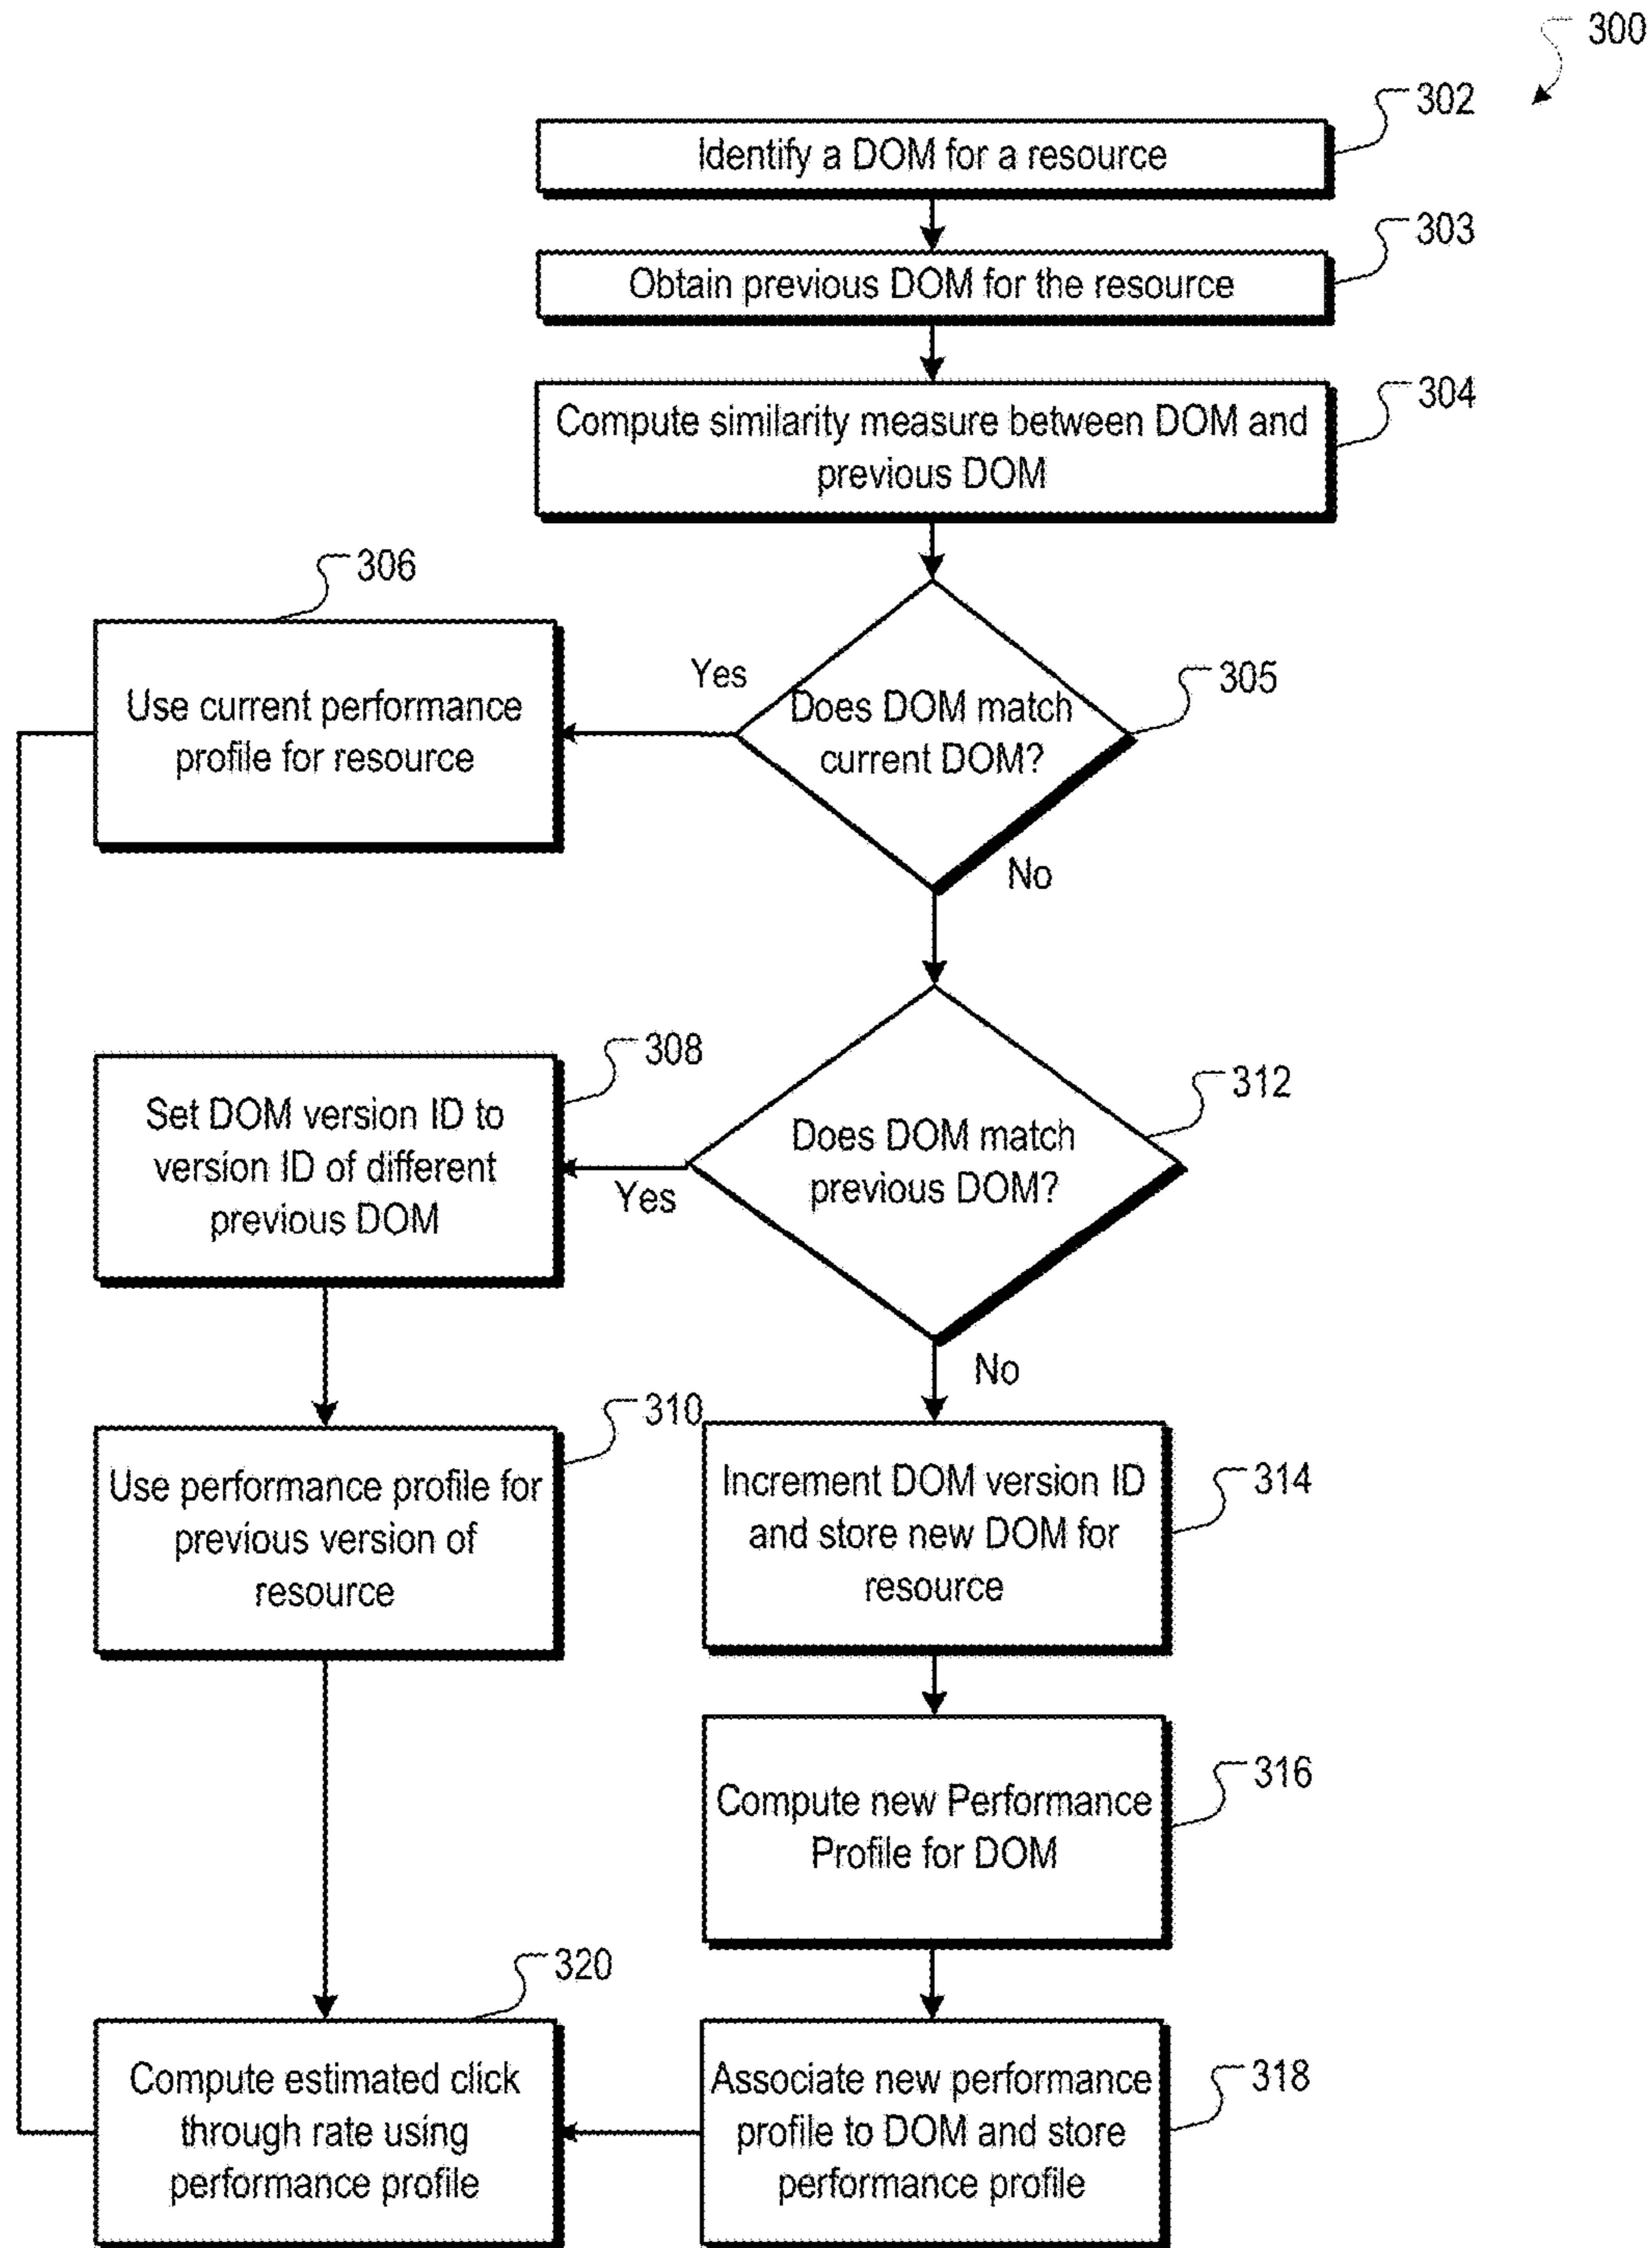 300
302
Identify a DOM for a resource
303
Obtain previous DOM for the resource
304
Compute similarity measure between DOM and
previous DOM
306
Use current performance
profile for resource
Yes
305
Does DOM match
current DOM?
No
308
Set DOM version ID to
version ID of different
previous DOM
Yes
312
Does DOM match
previous DOM?
No
310
Use performance profile for
previous version of
resource
314
Increment DOM version ID
and store new DOM for
resource
316
Compute new Performance
Profile for DOM
320
Compute estimated click
through rate using
performance profile
318
Associate new performance
profile to DOM and store
performance profile